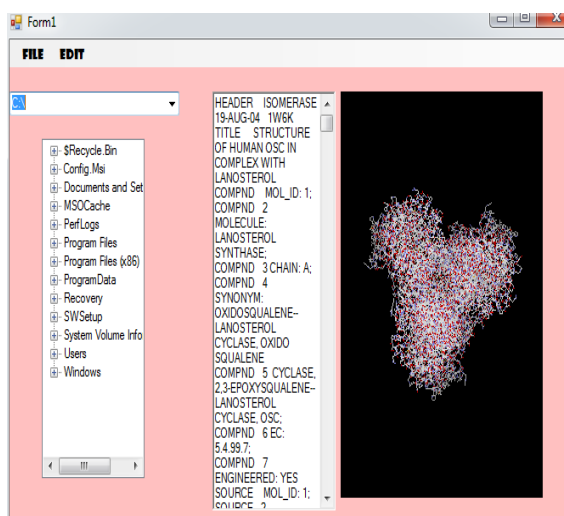 Form1
FILE EDIT
C:\
$Recycle.Bin
Config.Msi
Documents and Set
MSOCache
PerfLogs
Program Files
Program Files (x86)
ProgramData
Recovery
SWSetup
System Volume Info
Users
Windows
HEADER ISOMERASE
19-AUG-04 1W6K
TITLE STRUCTURE
OF HUMAN OSC IN
COMPLEX WITH
LANOSTEROL
COMPND MOL_ID: 1;
COMPND 2
MOLECULE:
LANOSTEROL
SYNTHASE;
COMPND 3 CHAIN: A;
COMPND 4
SYNONYM:
OXIDOSQUALENE--
LANOSTEROL
CYCLASE, OXIDO
SQUALENE
COMPND 5 CYCLASE,
2,3-EPOXYSQUALENE--
LANOSTEROL
CYCLASE, OSC;
COMPND 6 EC:
5.4.99.7;
COMPND 7
ENGINEERED: YES
SOURCE MOL_ID: 1;
SOURCE 2